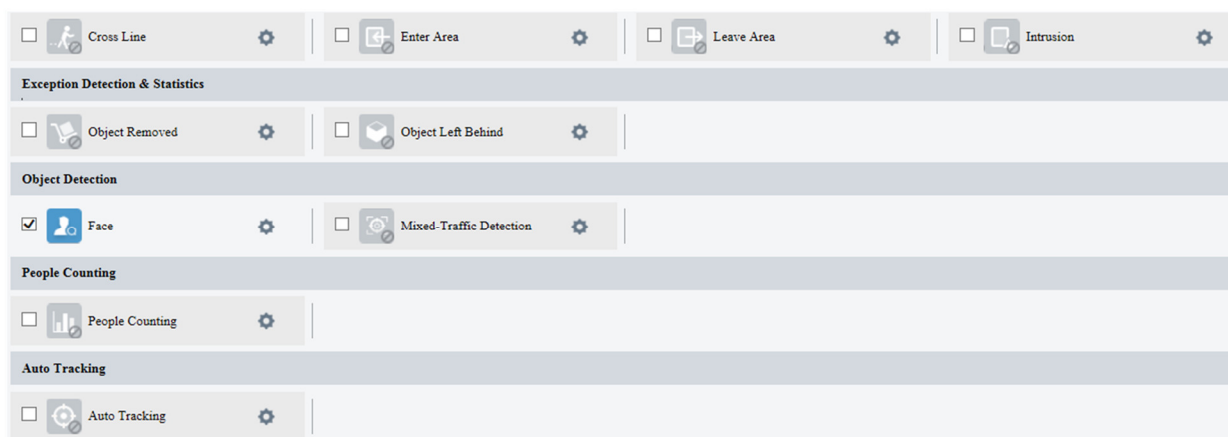 Cross Line Enter Area Leave Area Intrusion
Exception Detection & Statistics
Object Removed Object Left Behind
Object Detection
Face Mixed-Traffic Detection
People Counting
People Counting
Auto Tracking
Auto Tracking